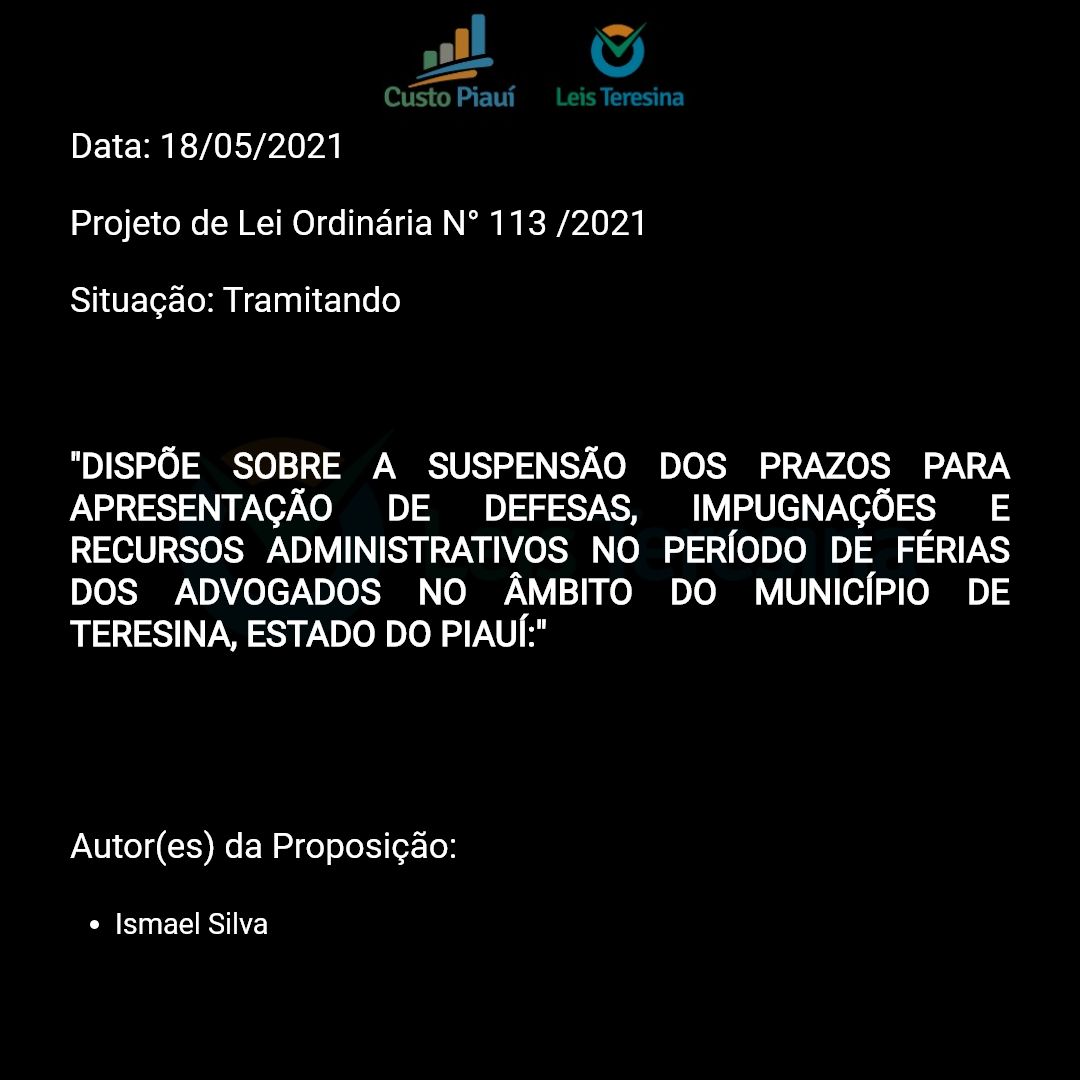 Custo Piauí
Leis Teresina
Data: 18/05/2021
Projeto de Lei Ordinária N° 113 /2021
Situação: Tramitando
"DISPÕE SOBRE A SUSPENSÃO DOS PRAZOS PARA
APRESENTAÇÃO DE DEFESAS, IMPUGNAÇÕES E
RECURSOS ADMINISTRATIVOS NO PERÍODO DE FÉRIAS
DOS ADVOGADOS NO ÂMBITO DO MUNICÍPIO DE
TERESINA, ESTADO DO PIAUÍ:"
Leis Teresina
Autor(es) da Proposição:
• Ismael Silva